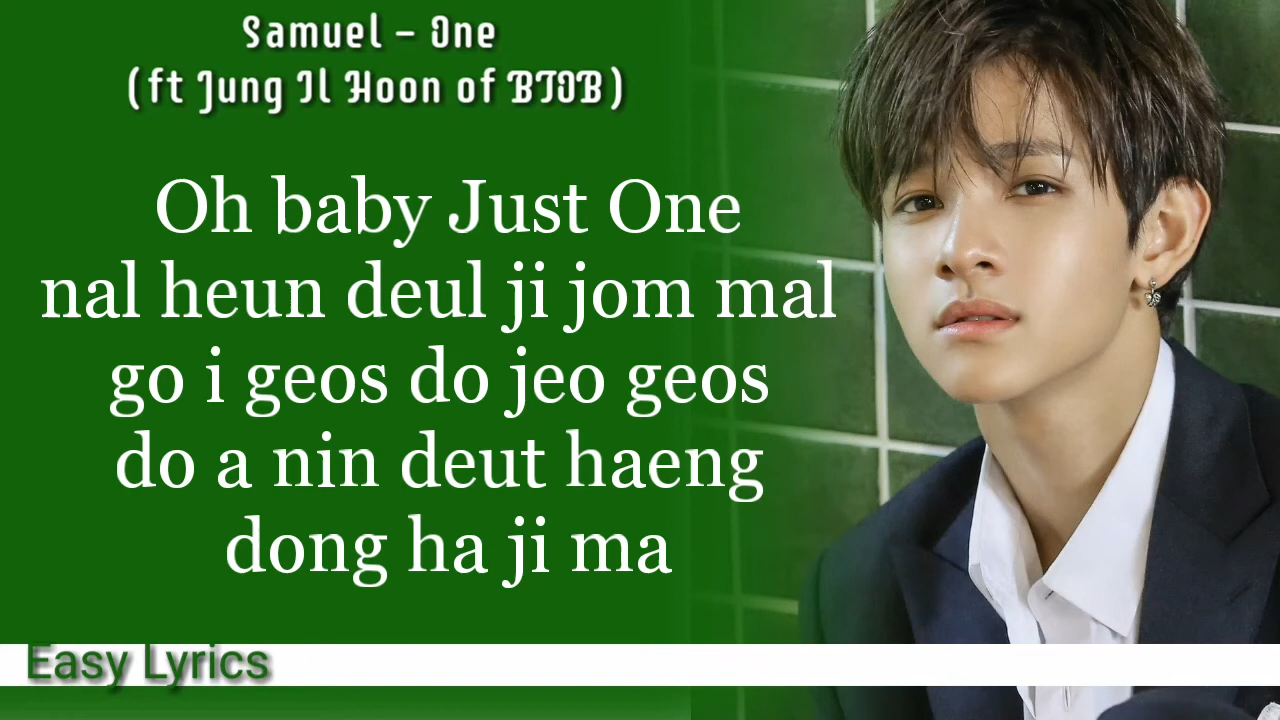 Samuel – One
(ft Jung Il Hoon of BTOB)
Oh baby Just One
nal heun deul ji jom mal
go i geos do jeo geos
do a nin deut haeng
dong ha ji ma
Easy Lyrics